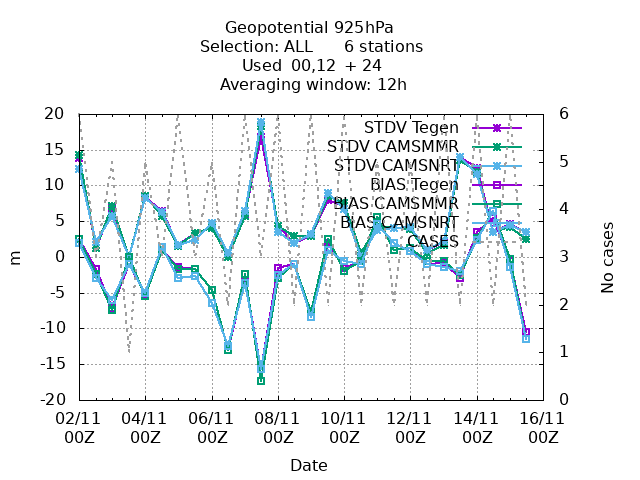 Geopotential 925hPa
Selection: ALL      6 stations
Used  00,12  + 24
Averaging window: 12h
20
15
10
5
0
-5
-10
-15
-20
m
6
5
4
3
2
1
0
No cases
STDV Tegen
STDV CAMSMMR
STDV CAMSNRT
BIAS Tegen
BIAS CAMSMMR
BIAS CAMSNRT
CASES
02/11 04/11 06/11 08/11 10/11 12/11 14/11 16/11
00Z 00Z 00Z 00Z 00Z 00Z 00Z 00Z
Date